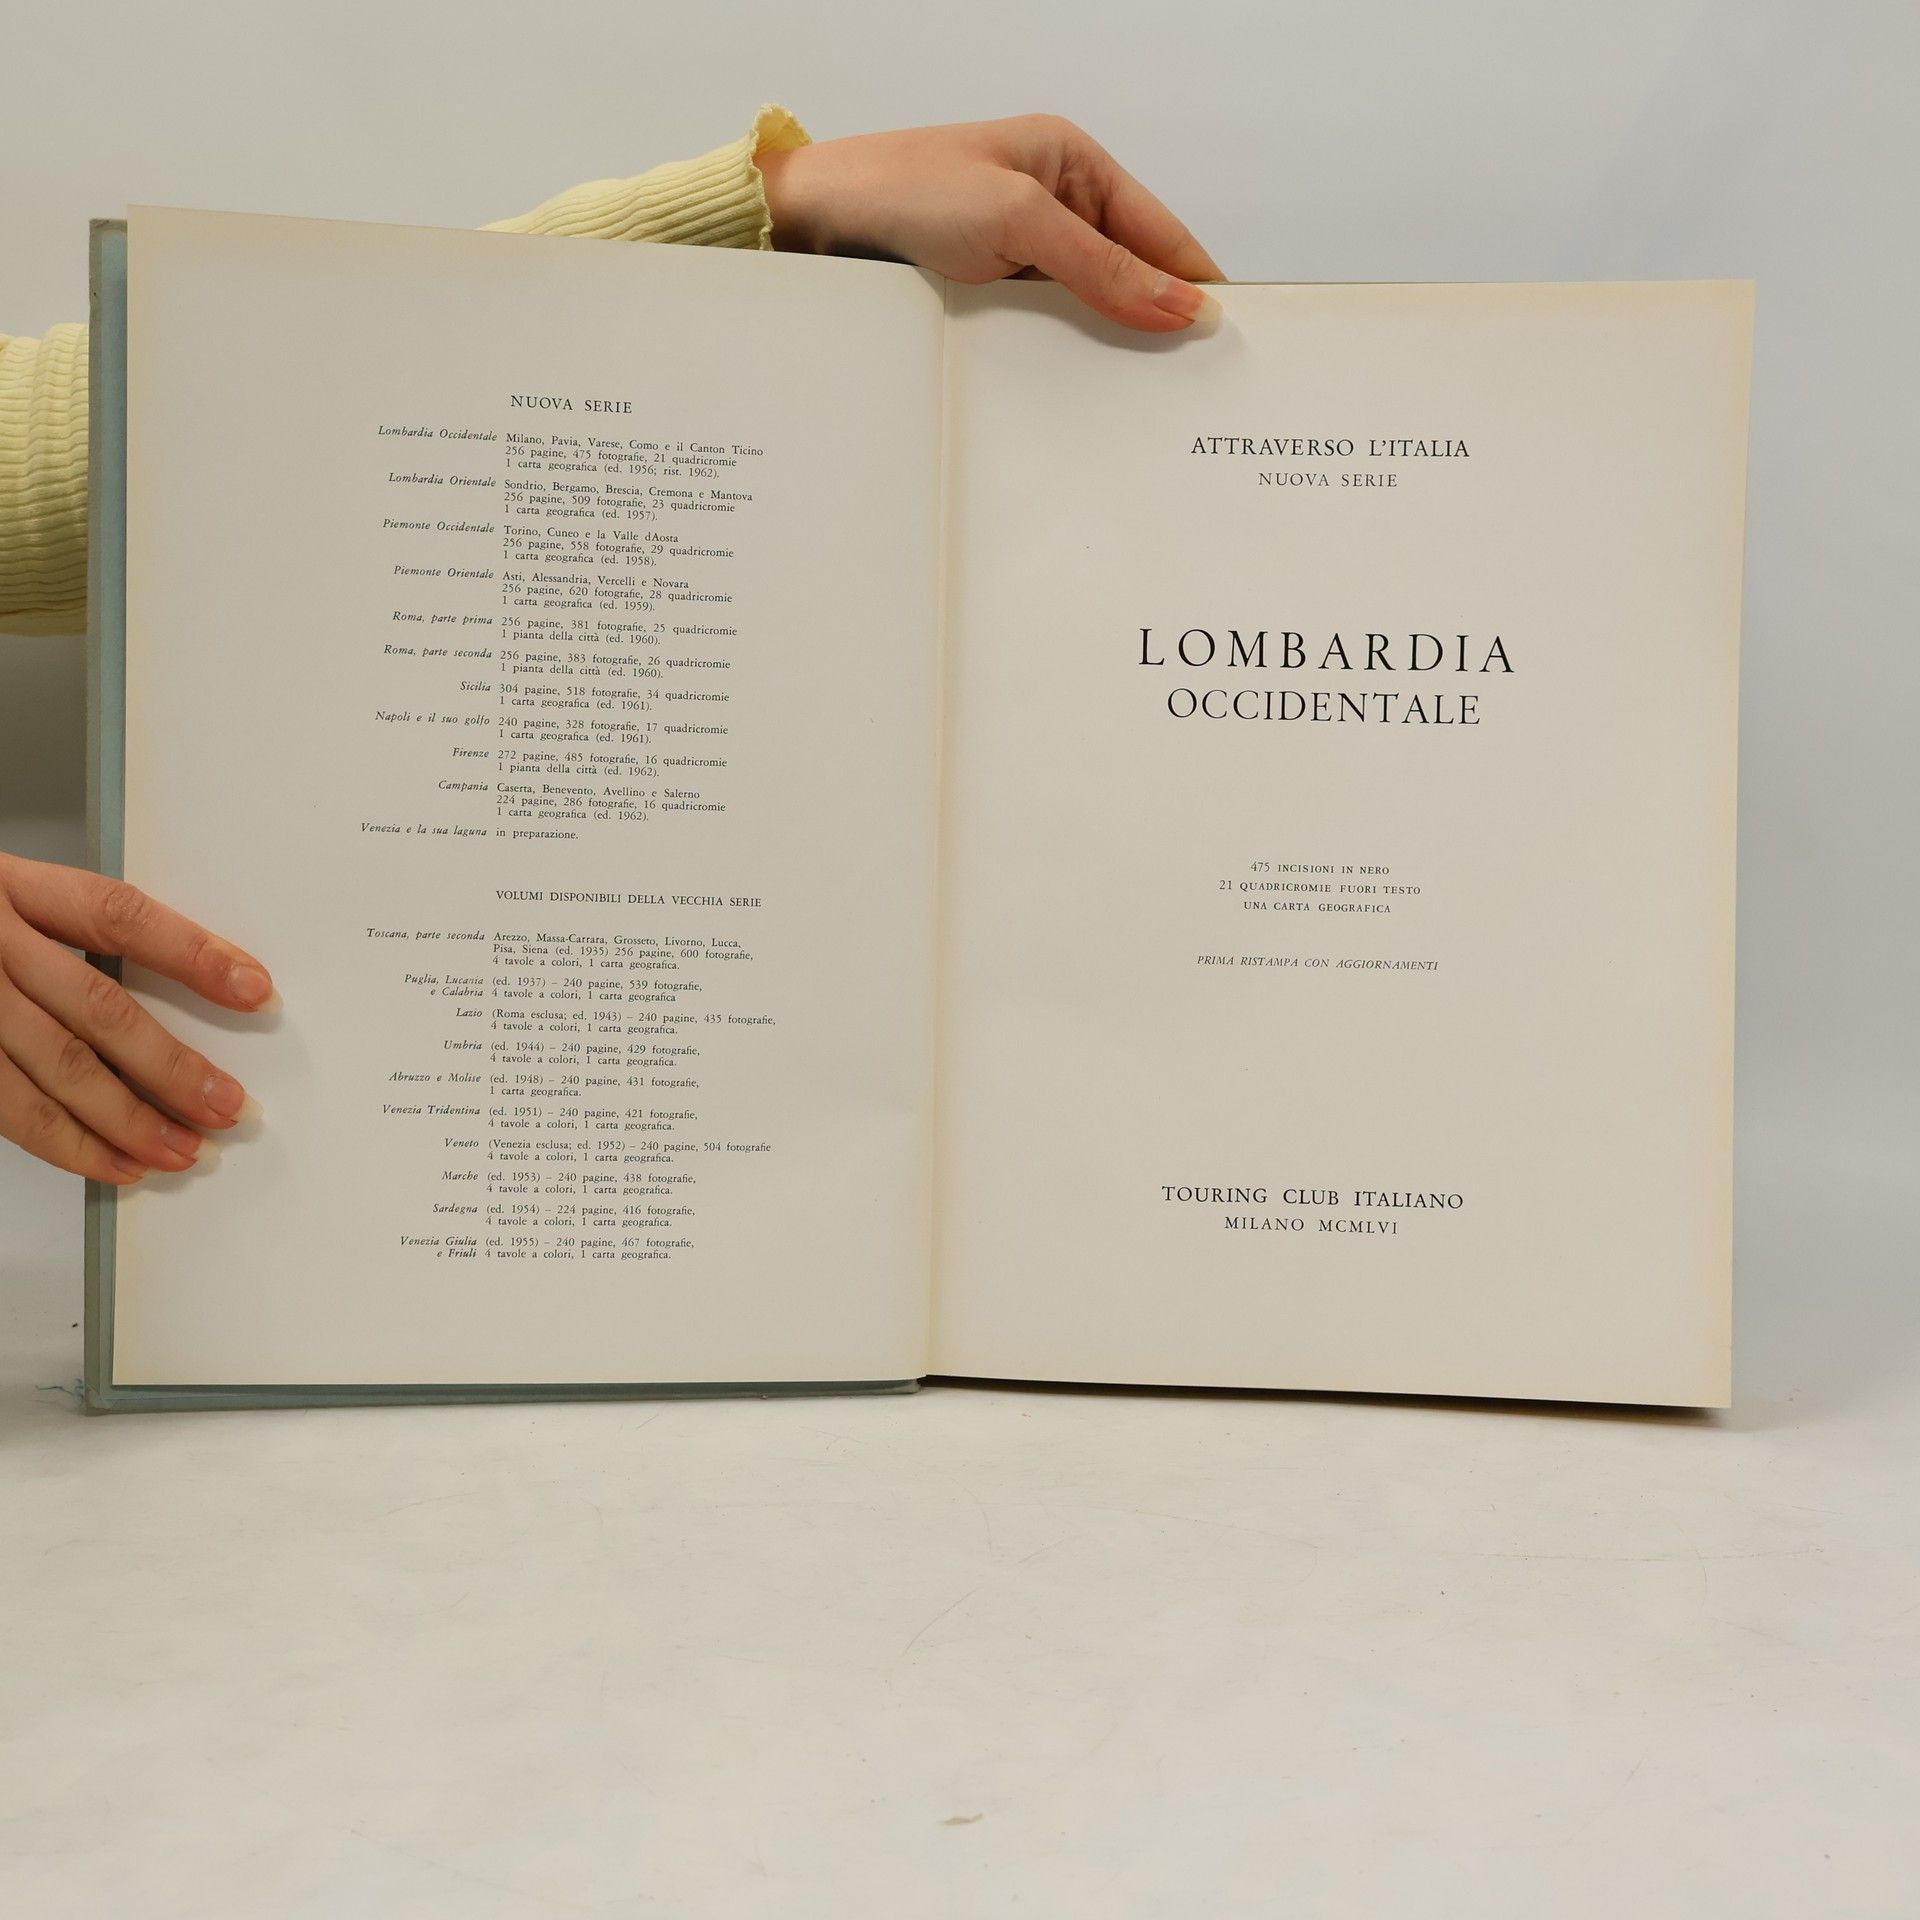 NUOVA SERIE
Lombardia Occidentale Milano, Pavia, Varese, Como e il Canton Ticino
256 pagine, 475 fotografie, 21 quadricromie
1 carta geografica (ed. 1956; rist. 1962).
Lombardia Orientale Sondrio, Bergamo, Brescia, Cremona e Mantova
256 pagine, 509 fotografie, 23 quadricromie
1 carta geografica (ed. 1957).
Piemonte Occidentale Torino, Cuneo e la Valle dAosta
256 pagine, 558 fotografie, 29 quadricromie
1 carta geografica (ed. 1958).
Piemonte Orientale Asti, Alessandria, Vercelli e Novara
256 pagine, 620 fotografie, 28 quadricromie
1 carta geografica (ed. 1959).
Roma, parte prima 256 pagine, 381 fotografie, 25 quadricromie
1 pianta della città (ed. 1960).
Roma, parte seconda 256 pagine, 383 fotografie, 26 quadricromie
1 pianta della città (ed. 1960).
Sicilia 304 pagine, 518 fotografie, 34 quadricromie
1 carta geografica (ed. 1961).
Napoli e il suo golfo 240 pagine, 328 fotografie, 17 quadricromie
1 carta geografica (ed. 1961).
Firenze 272 pagine, 485 fotografie, 16 quadricromie
1 pianta della città (ed. 1962).
Campania Caserta, Benevento, Avellino e Salerno
224 pagine, 286 fotografie, 16 quadricromie
1 carta geografica (ed. 1962).
Venezia e la sua laguna in preparazione.
VOLUMI DISPONIBILI DELLA VECCHIA SERIE
Toscana, parte seconda Arezzo, Massa-Carrara, Grosseto, Livorno, Lucca,
Pisa, Siena (ed. 1935) 256 pagine, 600 fotografie,
4 tavole a colori, 1 carta geografica.
Puglia, Lucania (ed. 1937) – 240 pagine, 539 fotografie,
e Calabria 4 tavole a colori, 1 carta geografica
Lazio (Roma esclusa; ed. 1943) – 240 pagine, 435 fotografie,
4 tavole a colori, 1 carta geografica.
Umbria (ed. 1944) – 240 pagine, 429 fotografie,
4 tavole a colori, 1 carta geografica.
Abruzzo e Molise (ed. 1948) – 240 pagine, 431 fotografie,
1 carta geografica.
Venezia Tridentina (ed. 1951) – 240 pagine, 421 fotografie,
4 tavole a colori, 1 carta geografica.
Veneto (Venezia esclusa; ed. 1952) – 240 pagine, 504 fotografie
4 tavole a colori, 1 carta geografica.
Marche (ed. 1953) – 240 pagine, 438 fotografie,
4 tavole a colori, 1 carta geografica.
Sardegna (ed. 1954) – 224 pagine, 416 fotografie,
4 tavole a colori, 1 carta geografica.
Venezia Giulia (ed. 1955) – 240 pagine, 467 fotografie,
e Friuli 4 tavole a colori, 1 carta geografica.
ATTRAVERSO L'ITALIA
NUOVA SERIE
LOMBARDIA
OCCIDENTALE
475 INCISIONI IN NERO
21 QUADRICROMIE FUORI TESTO
UNA CARTA GEOGRAFICA
PRIMA RISTAMPA CON AGGIORNAMENTI
TOURING CLUB ITALIANO
MILANO MCMLVI